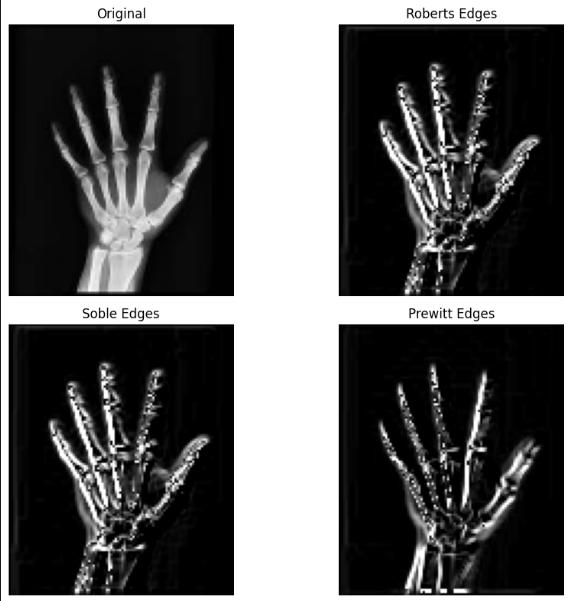 Original
Roberts Edges
Soble Edges
Prewitt Edges